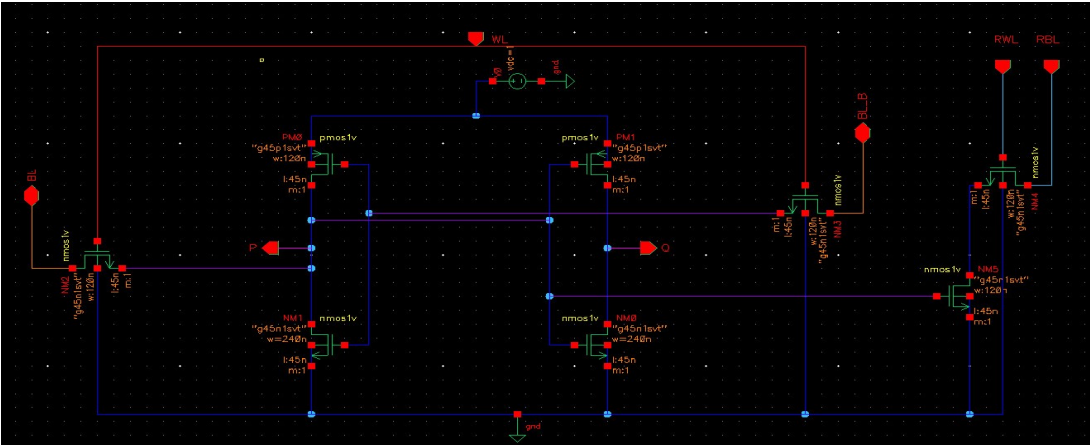 WL
RWL
RBL
vdc=1
V0
gnd
BL_B
PM0
pmos1v
"g45p1svt"
w:120n
l:45n
m:1
pmos1v
PM1
"g45p1svt"
w:120n
l:45n
m:1
BL
nmos1v
NM2
"g45n1svt"
w:120n
l:45n
m:1
nmos1v
NM3
"g45n1svt"
w:120n
l:45n
m:1
nmos1v
NM4
"g45n1svt"
w:120n
l:45n
m:1
P
Q
NM1
nmos1v
"g45n1svt"
w=240n
l:45n
m:1
nmos1v
NM0
"g45n1svt"
w=240n
l:45n
m:1
nmos1v
NM5
"g45n1svt"
w:120n
l:45n
m:1
gnd